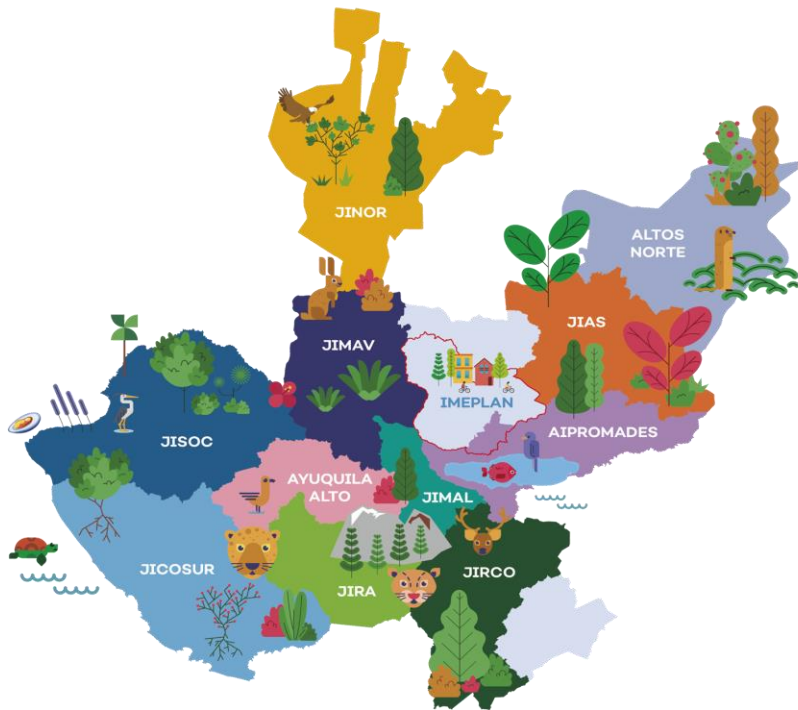 JINOR
ALTOS
NORTE
JIAS
JIMAV
IMEPLAN
AIPROMADES
JISOC
AYUQUILA
ALTO
JIMAL
JICOSUR
JIRA
JIRCO